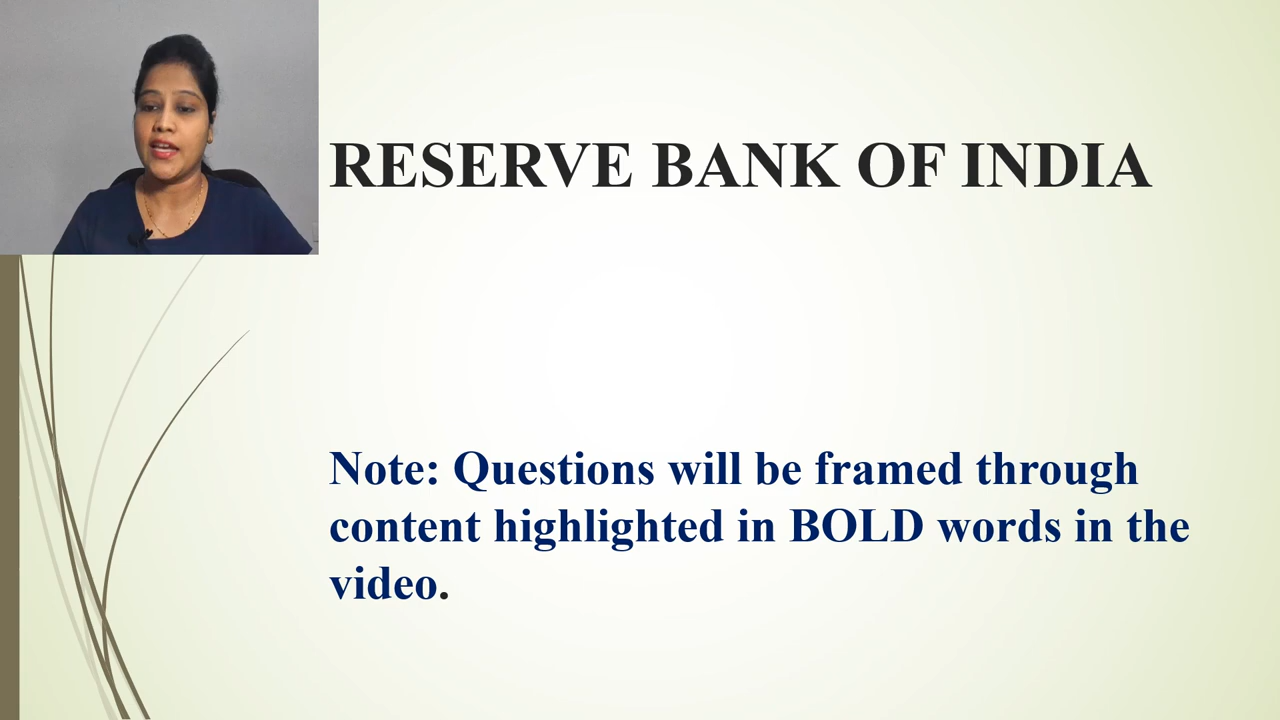 RESERVE BANK OF INDIA
Note: Questions will be framed through
content highlighted in BOLD words in the
video.